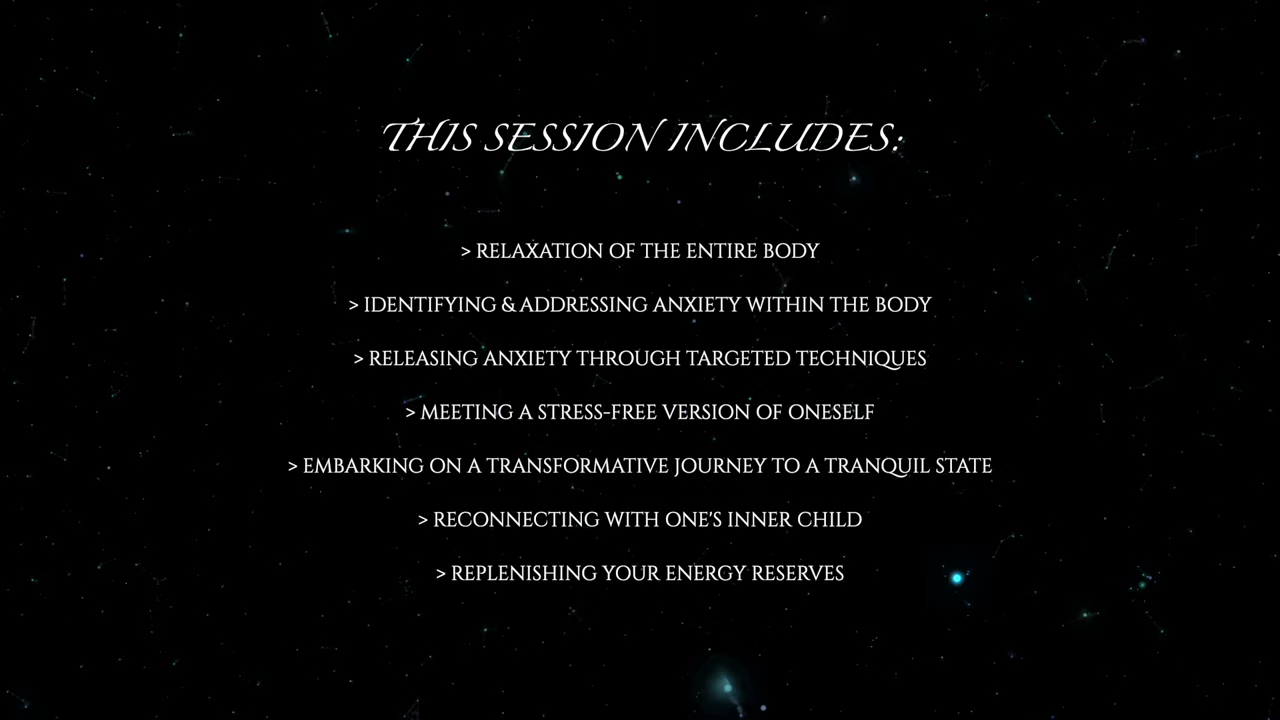 THIS SESSION INCLUDES:
> RELAXATION OF THE ENTIRE BODY
> IDENTIFYING & ADDRESSING ANXIETY WITHIN THE BODY
> RELEASING ANXIETY THROUGH TARGETED TECHNIQUES
> MEETING A STRESS-FREE VERSION OF ONESELF
> EMBARKING ON A TRANSFORMATIVE JOURNEY TO A TRANQUIL STATE
> RECONNECTING WITH ONE'S INNER CHILD
> REPLENISHING YOUR ENERGY RESERVES